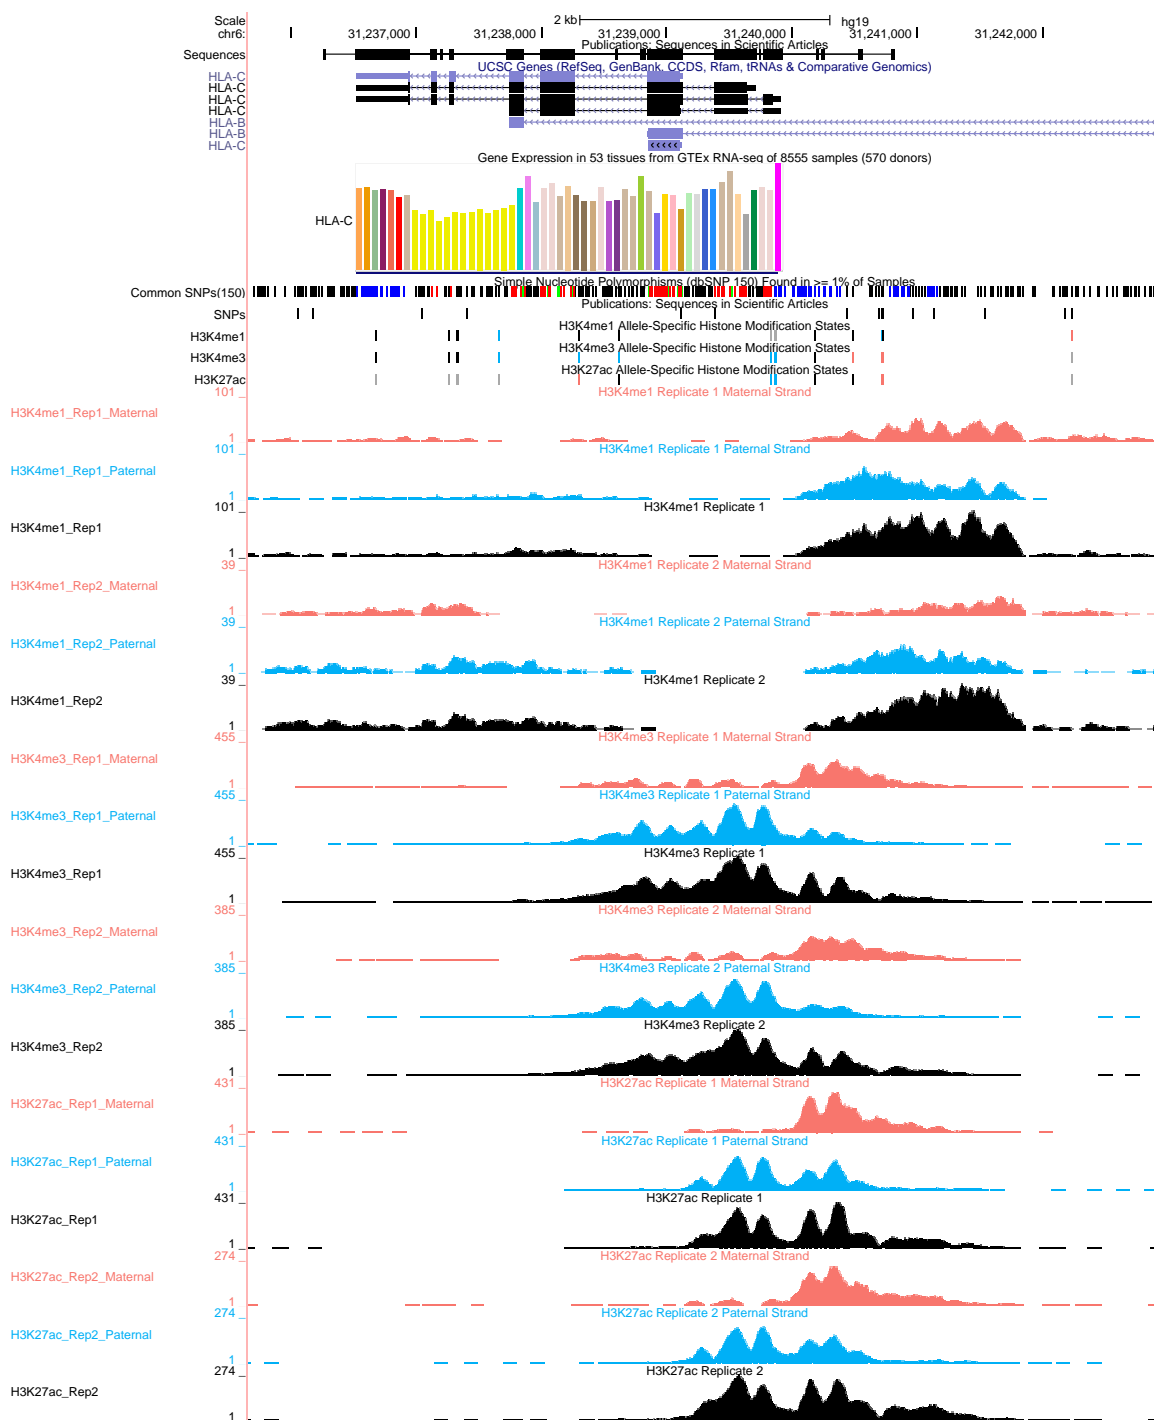 Scale
2 kb
hg19
chr6:
31,237,000
31,238,000
31,239,000
31,240,000
31,241,000
31,242,000
Publications: Sequences in Scientific Articles
Sequences
UCSC Genes (RefSeq, GenBank, CCDS, Rfam, tRNAs & Comparative Genomics)
HLA-C
HLA-C
HLA-C
HLA-C
HLA-B
HLA-B
HLA-C
Gene Expression in 53 tissues from GTEx RNA-seq of 8555 samples (570 donors)
HLA-C
Simple Nucleotide Polymorphisms (dbSNP 150) Found in >= 1% of Samples
Common SNPs(150)
Publications: Sequences in Scientific Articles
SNPs
H3K4me1 Allele-Specific Histone Modification States
H3K4me1
H3K4me3 Allele-Specific Histone Modification States
H3K4me3
H3K27ac Allele-Specific Histone Modification States
H3K27ac
101 _
H3K4me1 Replicate 1 Maternal Strand
H3K4me1_Rep1_Maternal
1 _
101 _
H3K4me1 Replicate 1 Paternal Strand
H3K4me1_Rep1_Paternal
1 _
101 _
H3K4me1 Replicate 1
H3K4me1_Rep1
1 _
39 _
H3K4me1 Replicate 2 Maternal Strand
H3K4me1_Rep2_Maternal
1 _
39 _
H3K4me1 Replicate 2 Paternal Strand
H3K4me1_Rep2_Paternal
1 _
39 _
H3K4me1 Replicate 2
H3K4me1_Rep2
1 _
455 _
H3K4me3 Replicate 1 Maternal Strand
H3K4me3_Rep1_Maternal
1 _
455 _
H3K4me3 Replicate 1 Paternal Strand
H3K4me3_Rep1_Paternal
1 _
455 _
H3K4me3 Replicate 1
H3K4me3_Rep1
1 _
385 _
H3K4me3 Replicate 2 Maternal Strand
H3K4me3_Rep2_Maternal
1 _
385 _
H3K4me3 Replicate 2 Paternal Strand
H3K4me3_Rep2_Paternal
1 _
385 _
H3K4me3 Replicate 2
H3K4me3_Rep2
1 _
431 _
H3K27ac Replicate 1 Maternal Strand
H3K27ac_Rep1_Maternal
1 _
431 _
H3K27ac Replicate 1 Paternal Strand
H3K27ac_Rep1_Paternal
1 _
431 _
H3K27ac Replicate 1
H3K27ac_Rep1
1 _
274 _
H3K27ac Replicate 2 Maternal Strand
H3K27ac_Rep2_Maternal
1 _
274 _
H3K27ac Replicate 2 Paternal Strand
H3K27ac_Rep2_Paternal
1 _
274 _
H3K27ac Replicate 2
H3K27ac_Rep2
1 _